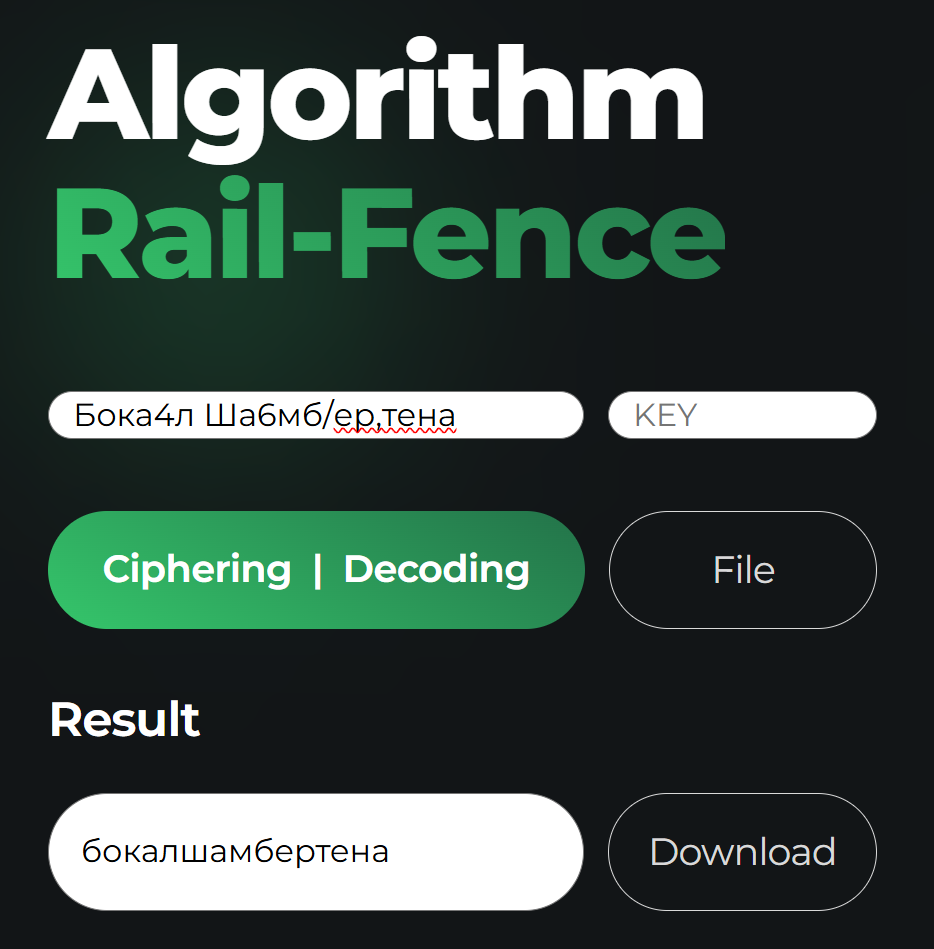 Algorithm
Rail-Fence
Бока4л Ша6мб/ер,тена
KEY
Ciphering | Decoding
File
Result
бокалшамбертена
Download